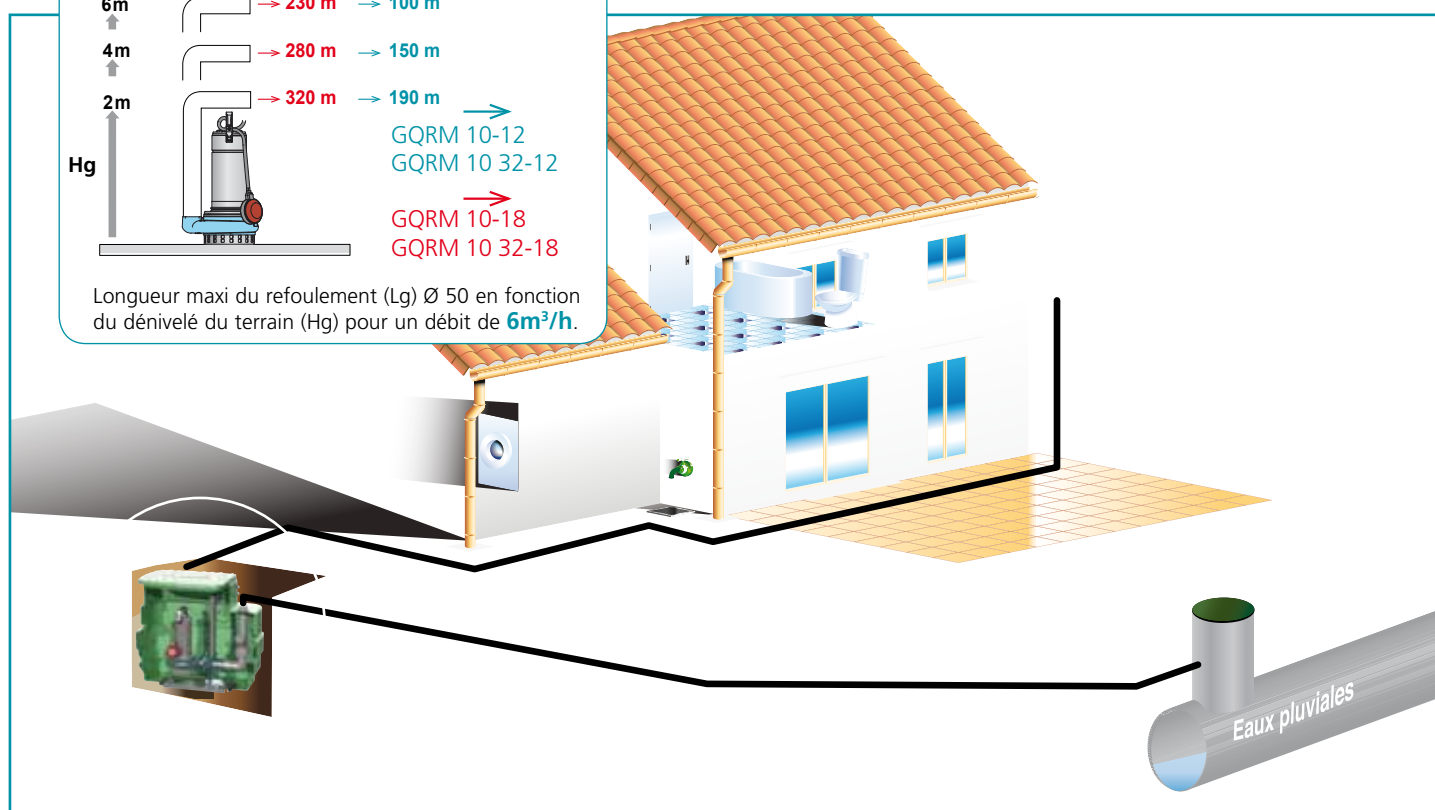 6m → 230 m → 100 m
4m → 280 m → 150 m
2m → 320 m → 190 m
Hg
GQRM 10-12
GQRM 10 32-12
GQRM 10-18
GQRM 10 32-18
Longueur maxi du refoulement (Lg) Ø 50 en fonction
du dénivelé du terrain (Hg) pour un débit de 6m³/h.
Eaux pluviales